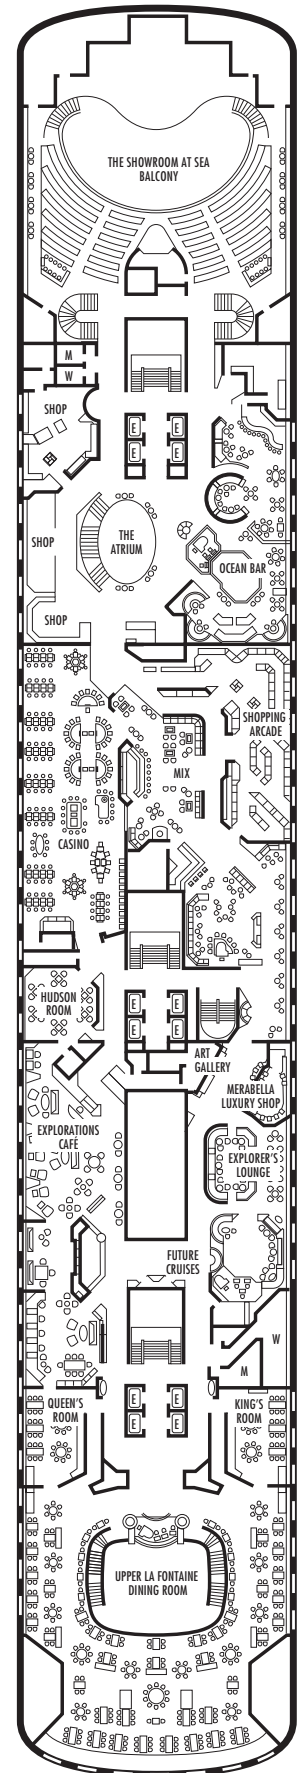 THE SHOWROOM AT SEA
BALCONY
M
W
SHOP
E
E
E
E
SHOP
THE
ATRIUM
OCEAN BAR
SHOP
SHOPPING
ARCADE
MIX
CASINO
HUDSON
ROOM
E
E
E
E
ART
GALLERY
MERABELLA
LUXURY SHOP
EXPLORATIONS
CAFÉ
EXPLORER'S
LOUNGE
FUTURE
CRUISES
W
M
QUEEN'S
ROOM
E
E
E
E
KING'S
ROOM
UPPER LA FONTAINE
DINING ROOM